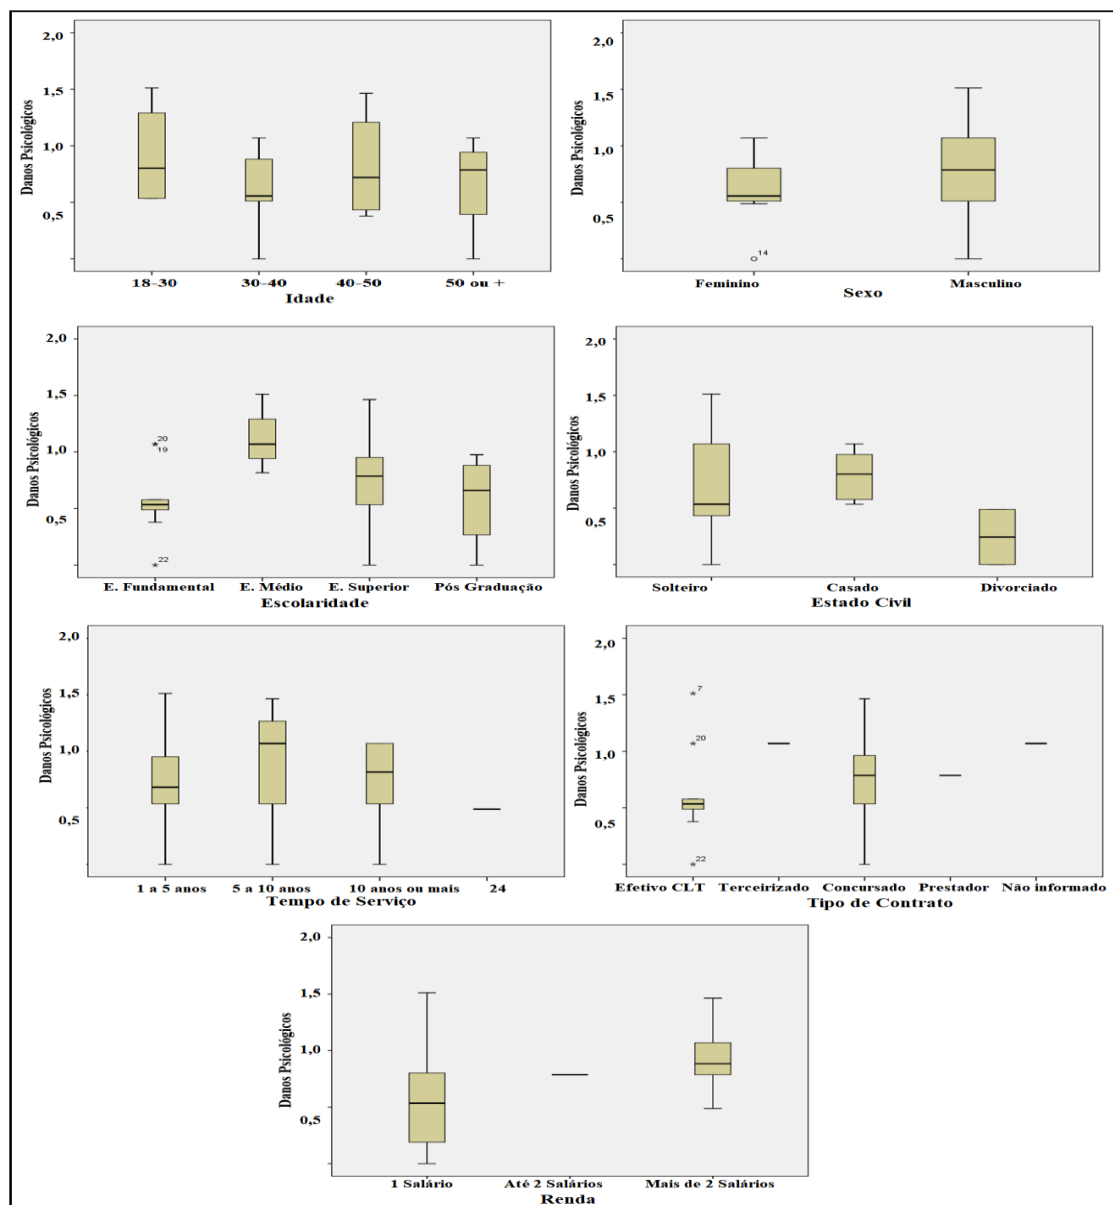 2,0
1,5
1,0
0,5
Danos Psicológicos
18-30 30-40 40-50 50 ou +
Idade
2,0
1,5
1,0
0,5
Danos Psicológicos
14
Feminino Masculino
Sexo
2,0
1,5
1,0
0,5
Danos Psicológicos
20
19
22
E. Fundamental E. Médio E. Superior Pós Graduação
Escolaridade
2,0
1,5
1,0
0,5
Danos Psicológicos
Solteiro Casado Divorciado
Estado Civil
2,0
1,5
1,0
0,5
Danos Psicológicos
1 a 5 anos 5 a 10 anos 10 anos ou mais 24
Tempo de Serviço
2,0
1,5
1,0
0,5
Danos Psicológicos
7
20
22
Efetivo CLT Terceirizado Concursado Prestador Não informado
Tipo de Contrato
2,0
1,5
1,0
0,5
Danos Psicológicos
1 Salário Até 2 Salários Mais de 2 Salários
Renda